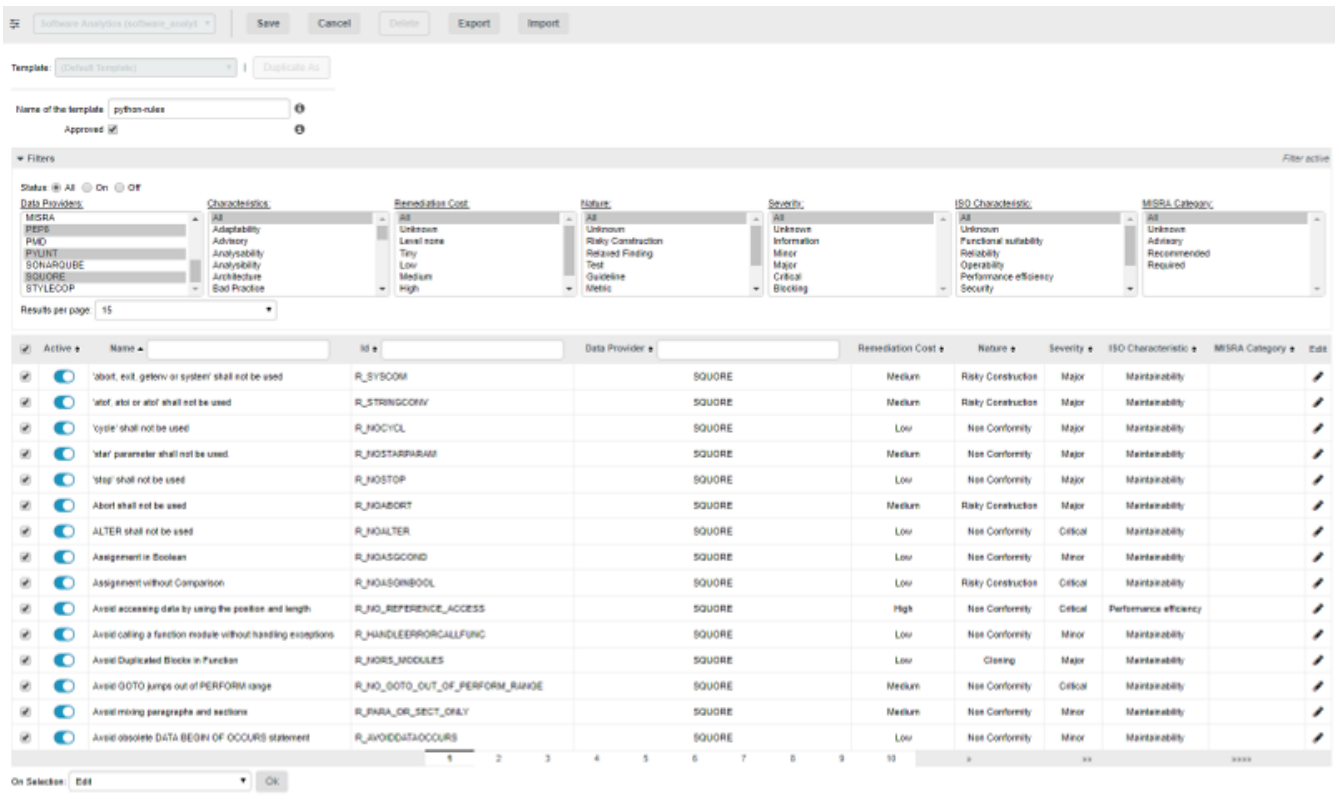 Software Analytics (software_analyt Save Cancel Delete Export Import
Template: (Default Template) | Duplicate As
Name of the template python-rules
Approved
Filters Filter active
Status: All On Off
Data Providers: Characteristics: Remediation Cost: Nature: Severity: ISO Characteristic: MISRA Category:
MISRA All All All All All All
PEP8 Adaptability Unknown Unknown Unknown Unknown Unknown
PMD Advisory Level none Risky Construction Information Functional suitability Advisory
PYLINT Analysability Tiny Relaxed Finding Minor Reliability Recommended
SONARQUBE Analysibility Low Test Major Operability Required
SQUORE Architecture Medium Guideline Critical Performance efficiency
STYLECOP Bad Practice High Metric Blocking Security
Results per page: 15
Active Name Id Data Provider Remediation Cost Nature Severity ISO Characteristic MISRA Category Edit
'abort, exit, getenv or system' shall not be used R_SYSCOM SQUORE Medium Risky Construction Major Maintainability
'atof, atoi or atol' shall not be used R_STRINGCONV SQUORE Medium Risky Construction Major Maintainability
'cycle' shall not be used R_NOCYCL SQUORE Low Non Conformity Major Maintainability
'star' parameter shall not be used. R_NOSTARPARAM SQUORE Medium Non Conformity Major Maintainability
'stop' shall not be used R_NOSTOP SQUORE Low Non Conformity Major Maintainability
Abort shall not be used R_NOABORT SQUORE Medium Risky Construction Major Maintainability
ALTER shall not be used R_NOALTER SQUORE Low Non Conformity Critical Maintainability
Assignment in Boolean R_NOASGCOND SQUORE Low Non Conformity Minor Maintainability
Assignment without Comparison R_NOASGINBOOL SQUORE Low Risky Construction Critical Maintainability
Avoid accessing data by using the position and length R_NO_REFERENCE_ACCESS SQUORE High Non Conformity Critical Performance efficiency
Avoid calling a function module without handling exceptions R_HANDLEERRORCALLFUNC SQUORE Low Non Conformity Minor Maintainability
Avoid Duplicated Blocks in Function R_NORS_MODULES SQUORE Low Cloning Major Maintainability
Avoid GOTO jumps out of PERFORM range R_NO_GOTO_OUT_OF_PERFORM_RANGE SQUORE Medium Non Conformity Critical Maintainability
Avoid mixing paragraphs and sections R_PARA_OR_SECT_ONLY SQUORE Medium Non Conformity Minor Maintainability
Avoid obsolete DATA BEGIN OF OCCURS statement R_AVOIDDATAOCCURS SQUORE Low Non Conformity Minor Maintainability
1 2 3 4 5 6 7 8 9 10 > >> >>>>
On Selection: Edit Ok